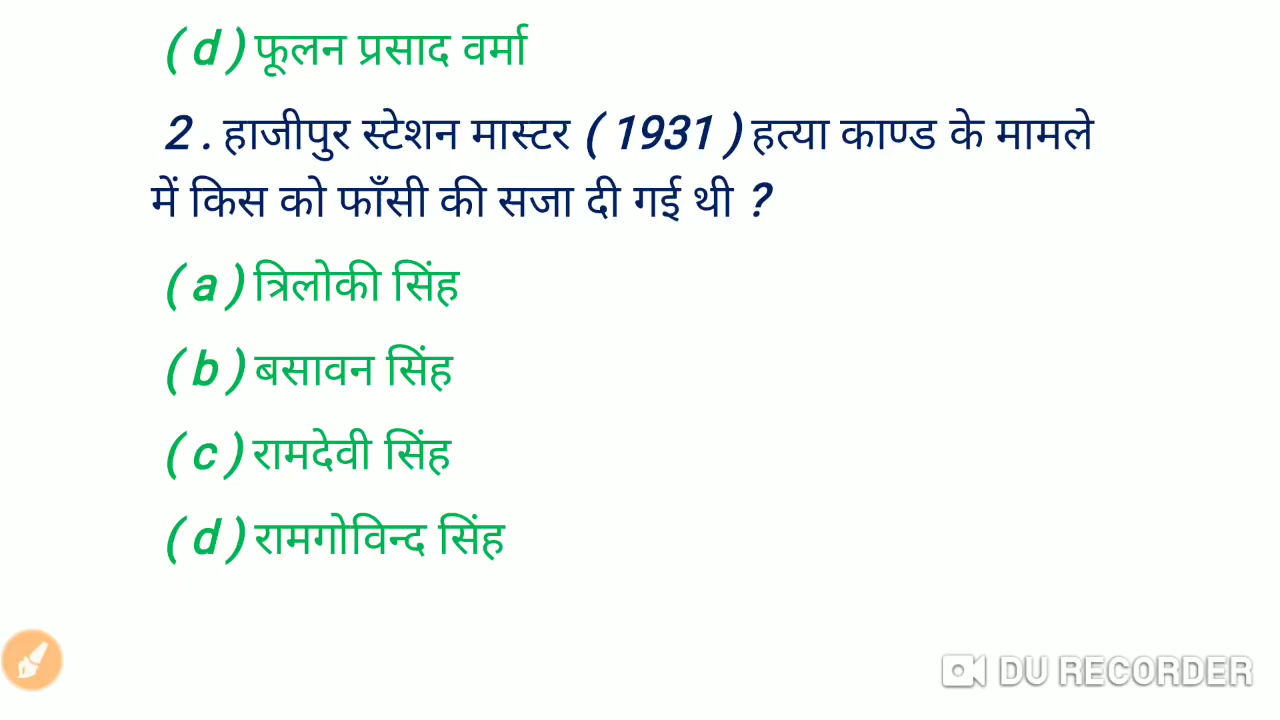 ( d ) फूलन प्रसाद वर्मा
2 . हाजीपुर स्टेशन मास्टर ( 1931 ) हत्या काण्ड के मामले
में किस को फाँसी की सजा दी गई थी ?
( a ) त्रिलोकी सिंह
( b ) बसावन सिंह
( c ) रामदेवी सिंह
( d ) रामगोविन्द सिंह
DU RECORDER